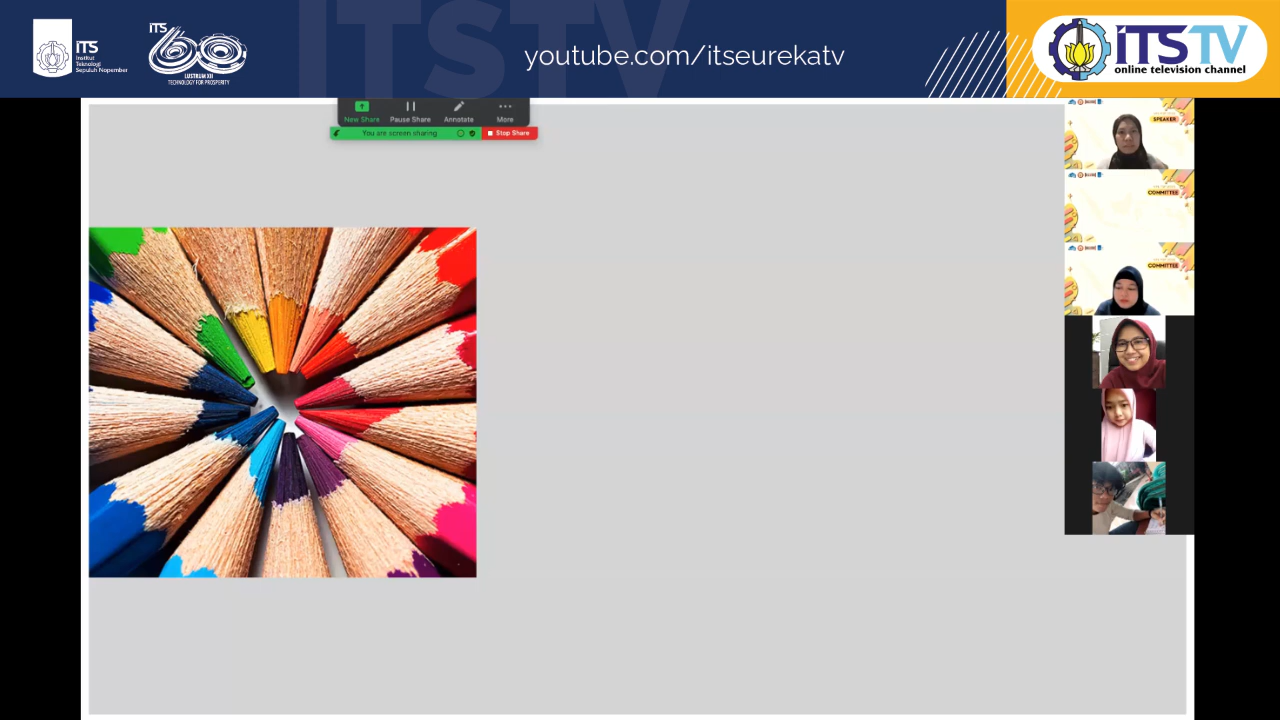 iTS
Institut
Teknologi
Sepuluh Nopember
iTS
60
LUSTRUM XII
TECHNOLOGY FOR PROSPERITY
iTSTV
youtube.com/itseurekatv
iTSTV
online television channel
New Share
Pause Share
Annotate
More
You are screen sharing
Stop Share
SPEAKER
COMMITTEE
COMMITTEE